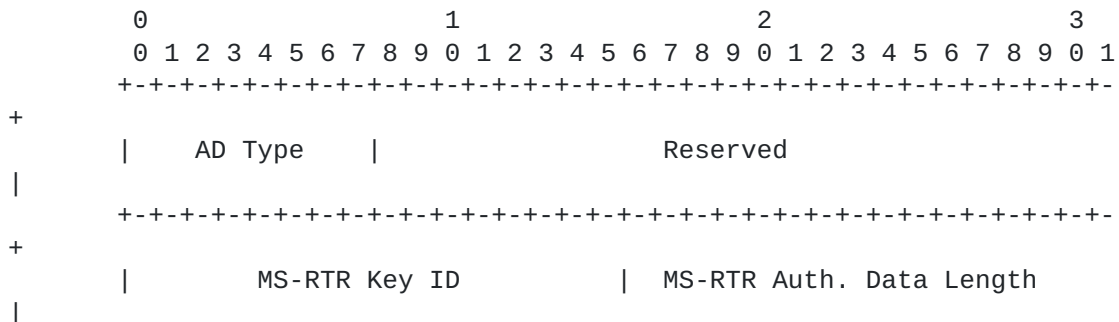 0                   1                   2                   3
 0 1 2 3 4 5 6 7 8 9 0 1 2 3 4 5 6 7 8 9 0 1 2 3 4 5 6 7 8 9 0 1
+-+-+-+-+-+-+-+-+-+-+-+-+-+-+-+-+-+-+-+-+-+-+-+-+-+-+-+-+-+-+-+-
+
|    AD Type    |                  Reserved
|
+-+-+-+-+-+-+-+-+-+-+-+-+-+-+-+-+-+-+-+-+-+-+-+-+-+-+-+-+-+-+-+-
+
|        MS-RTR Key ID          |  MS-RTR Auth. Data Length
|